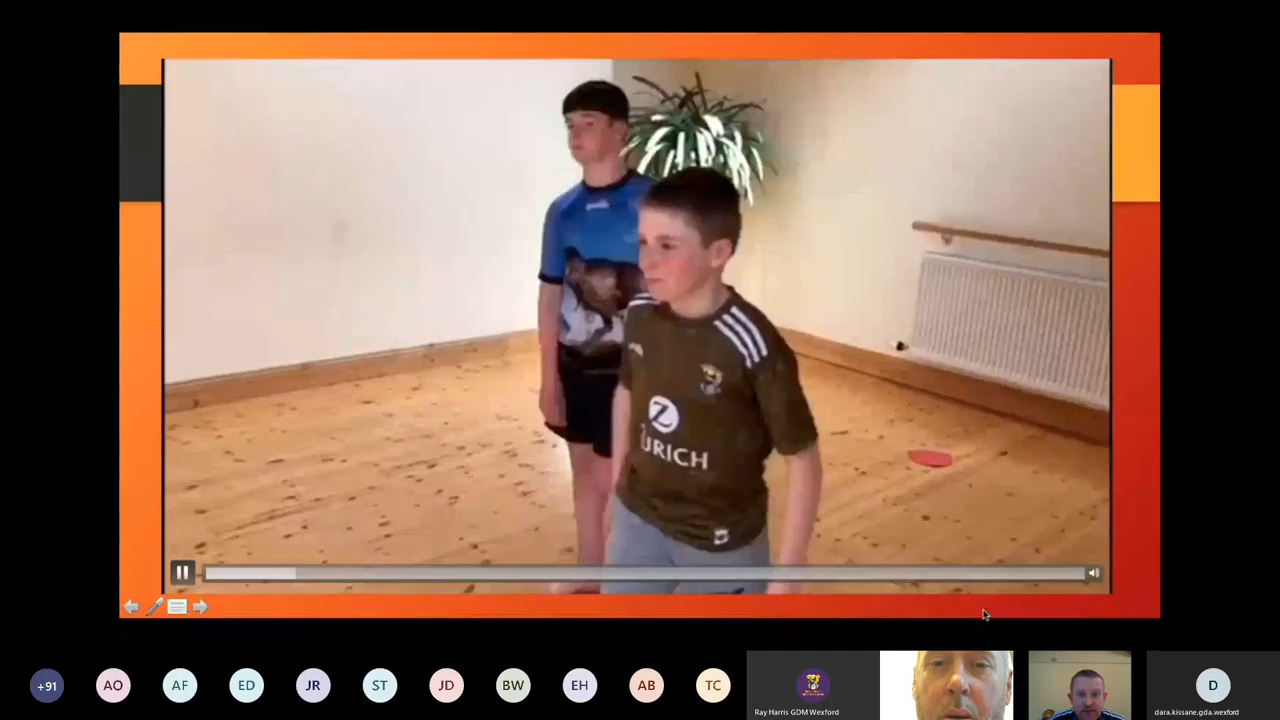 Z
ZURICH
+91
AO
AF
ED
JR
ST
JD
BW
EH
AB
TC
D
Ray Harris GDM Wexford
dara.kissane.gda.wexford